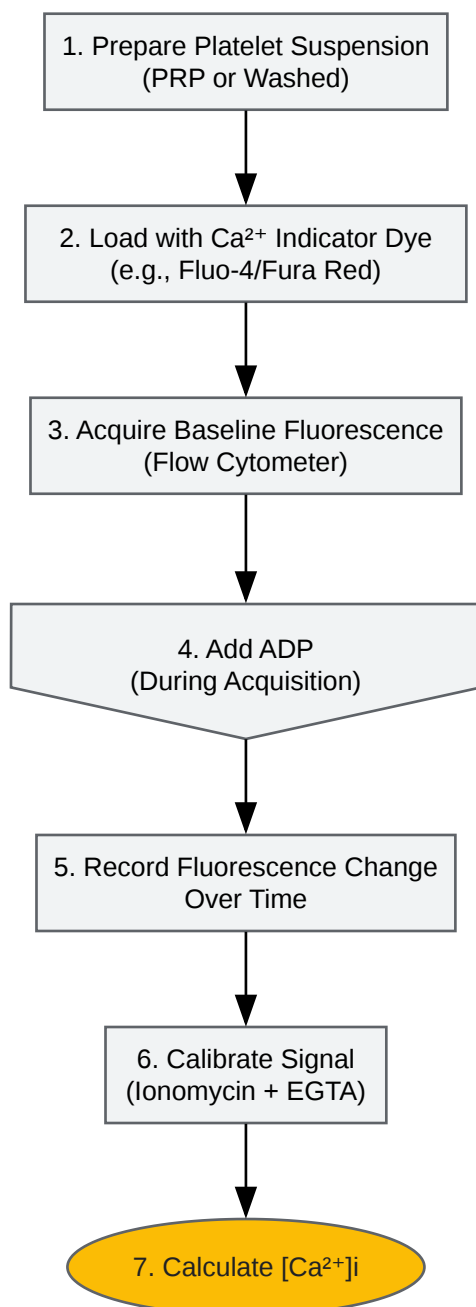 1. Prepare Platelet Suspension
(PRP or Washed)
2. Load with Ca²⁺ Indicator Dye
(e.g., Fluo-4/Fura Red)
3. Acquire Baseline Fluorescence
(Flow Cytometer)
4. Add ADP
(During Acquisition)
5. Record Fluorescence Change
Over Time
6. Calibrate Signal
(Ionomycin + EGTA)
7. Calculate [Ca²⁺]i